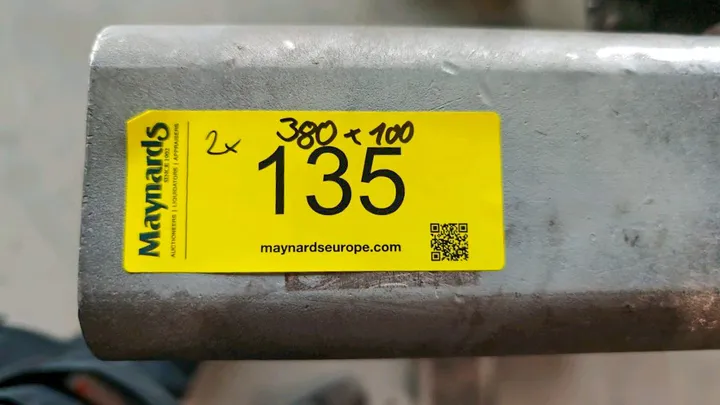 Maynards
SINCE 1902
AUCTIONEERS | LIQUIDATORS | APPRAISERS
2x
380 x 100
135
maynardseurope.com